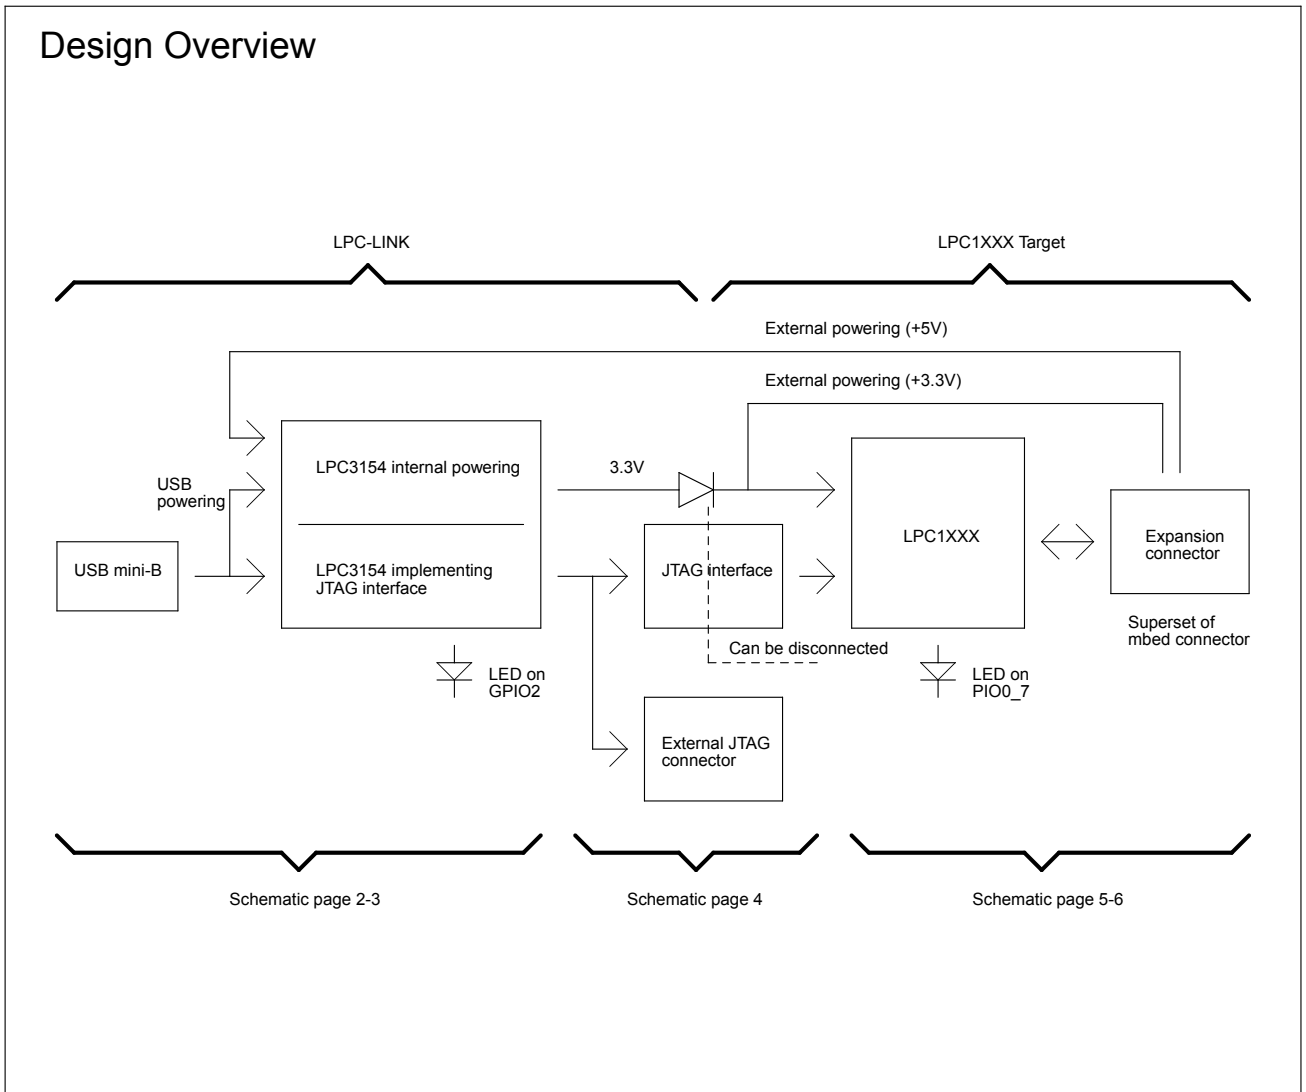 Design Overview
LPC-LINK
LPC1XXX Target
External powering (+5V)
External powering (+3.3V)
LPC3154 internal powering
3.3V
USB
powering
LPC1XXX
Expansion
connector
USB mini-B
LPC3154 implementing
JTAG interface
JTAG interface
Superset of
mbed connector
Can be disconnected
LED on
GPIO2
LED on
PIO0_7
External JTAG
connector
Schematic page 2-3
Schematic page 4
Schematic page 5-6